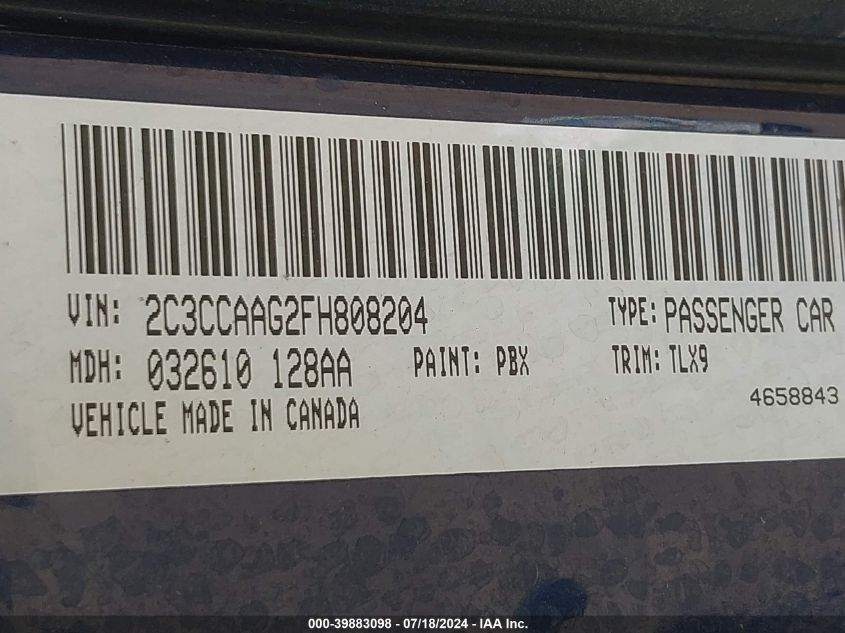 VIN: 2C3CCAAG2FH808204 TYPE: PASSENGER CAR
MDH: 032610 128AA PAINT: PBX TRIM: TLX9
VEHICLE MADE IN CANADA 4658843
000-39883098 - 07/18/2024 - IAA Inc.